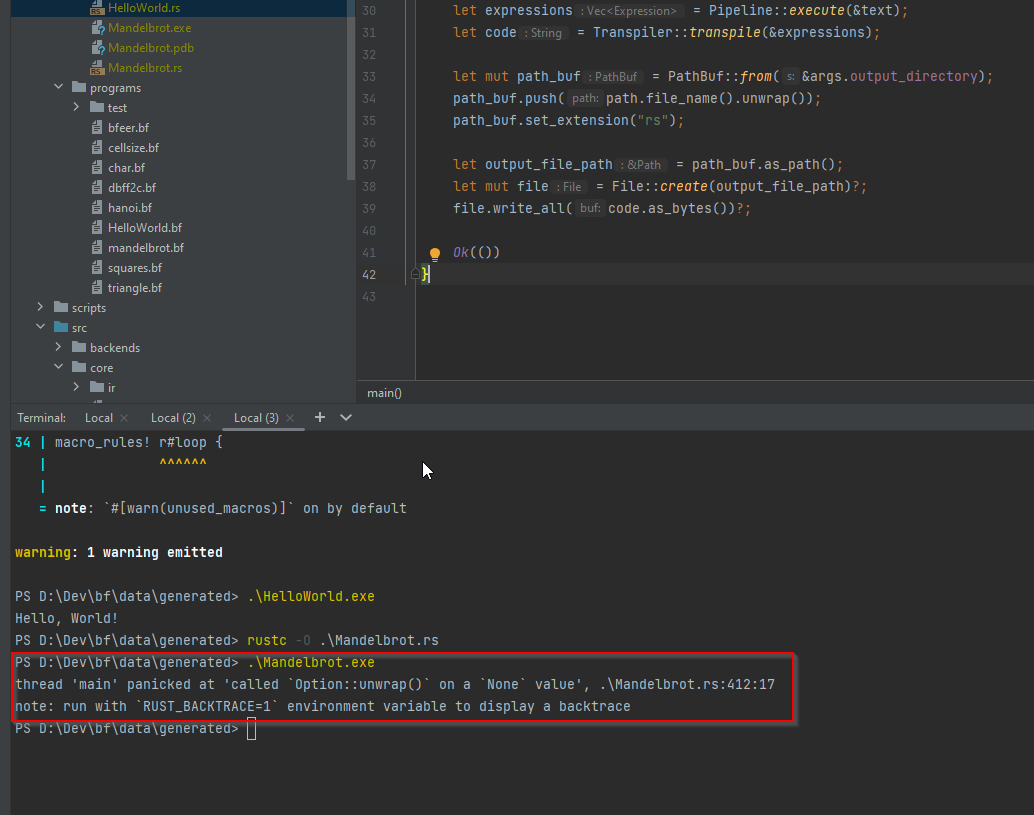 HelloWorld.rs
Mandelbrot.exe
Mandelbrot.pdb
Mandelbrot.rs
programs
test
bfeer.bf
cellsize.bf
char.bf
dbff2c.bf
hanoi.bf
HelloWorld.bf
mandelbrot.bf
squares.bf
triangle.bf
scripts
src
backends
core
ir
30 let expressions : Vec<Expression> = Pipeline::execute(&text);
31 let code : String = Transpiler::transpile(&expressions);
32
33 let mut path_buf : PathBuf = PathBuf::from( s: &args.output_directory);
34 path_buf.push( path: path.file_name().unwrap());
35 path_buf.set_extension("rs");
36
37 let output_file_path : &Path = path_buf.as_path();
38 let mut file : File = File::create(output_file_path)?;
39 file.write_all( buf: code.as_bytes())?;
40
41 Ok(())
42 }
43
main()
Terminal: Local × Local (2) × Local (3) × +
34 | macro_rules! r#loop {
| ^^^^^^
|
= note: `#[warn(unused_macros)]` on by default
warning: 1 warning emitted
PS D:\Dev\bf\data\generated> .\HelloWorld.exe
Hello, World!
PS D:\Dev\bf\data\generated> rustc -O .\Mandelbrot.rs
PS D:\Dev\bf\data\generated> .\Mandelbrot.exe
thread 'main' panicked at 'called `Option::unwrap()` on a `None` value', .\Mandelbrot.rs:412:17
note: run with `RUST_BACKTRACE=1` environment variable to display a backtrace
PS D:\Dev\bf\data\generated>